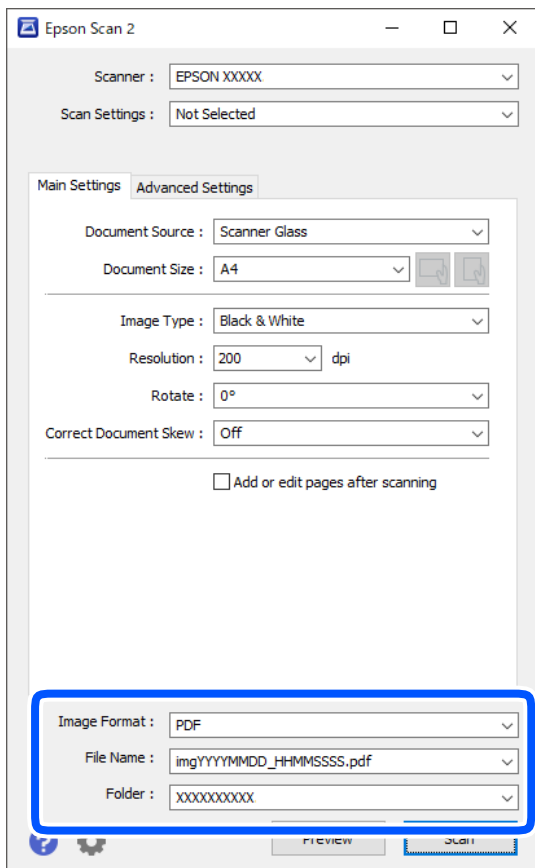 Epson Scan 2
Scanner : EPSON XXXXX
Scan Settings : Not Selected
Main Settings Advanced Settings
Document Source : Scanner Glass
Document Size : A4
Image Type : Black & White
Resolution : 200 dpi
Rotate : 0°
Correct Document Skew : Off
Add or edit pages after scanning
Image Format : PDF
File Name : imgYYYYMMDD_HHMMSSSS.pdf
Folder : XXXXXXXXXX
? Preview Scan